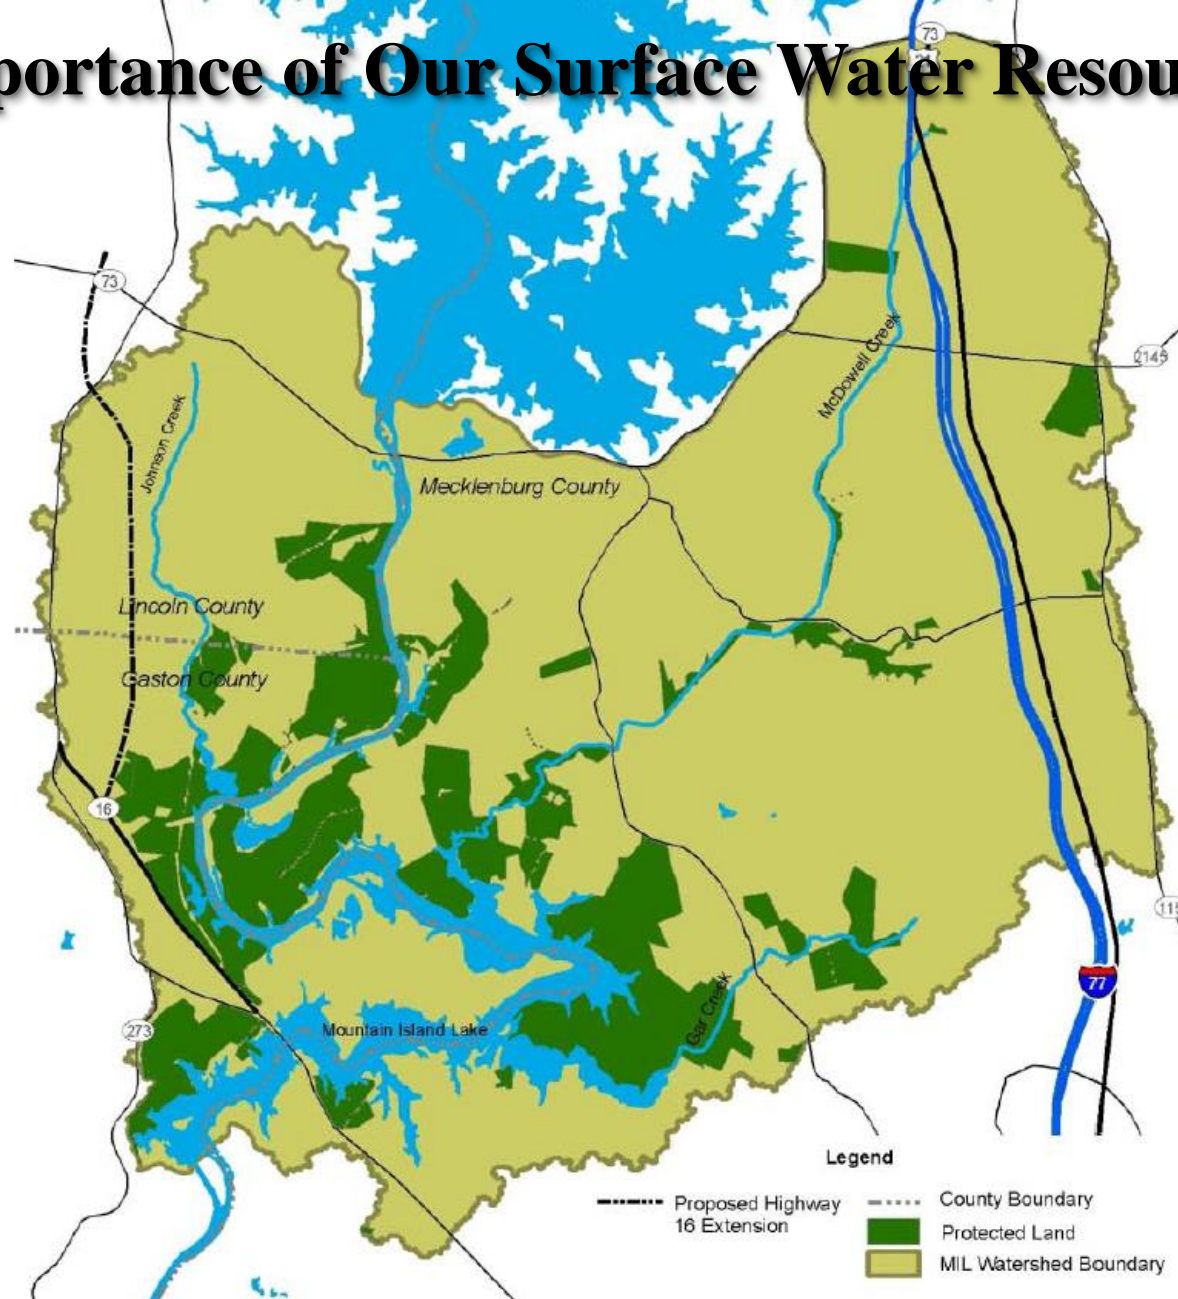 portance of Our Surface Water Resou
73
21
73
2145
McDowell Creek
Johnson Creek
Mecklenburg County
Lincoln County
Gaston County
16
115
77
273
Mountain Island Lake
Gar Creek
Legend
Proposed Highway
16 Extension
County Boundary
Protected Land
MIL Watershed Boundary